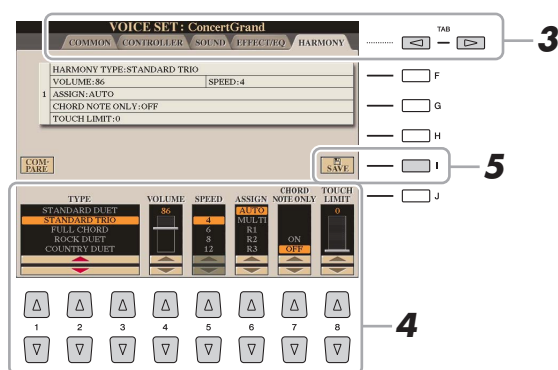 VOICE SET : ConcertGrand
COMMON CONTROLLER SOUND EFFECT/EQ HARMONY
TAB
3
HARMONY TYPE:STANDARD TRIO
VOLUME:86 SPEED:4
1 ASSIGN:AUTO
CHORD NOTE ONLY:OFF
TOUCH LIMIT:0
F
G
H
I
J
COM-
PARE
SAVE
5
TYPE VOLUME SPEED ASSIGN CHORD NOTE ONLY TOUCH LIMIT
STANDARD DUET
STANDARD TRIO
FULL CHORD
ROCK DUET
COUNTRY DUET
86
4
6
8
12
AUTO
MULTI
R1
R2
R3
ON
OFF
0
1 2 3 4 5 6 7 8
4